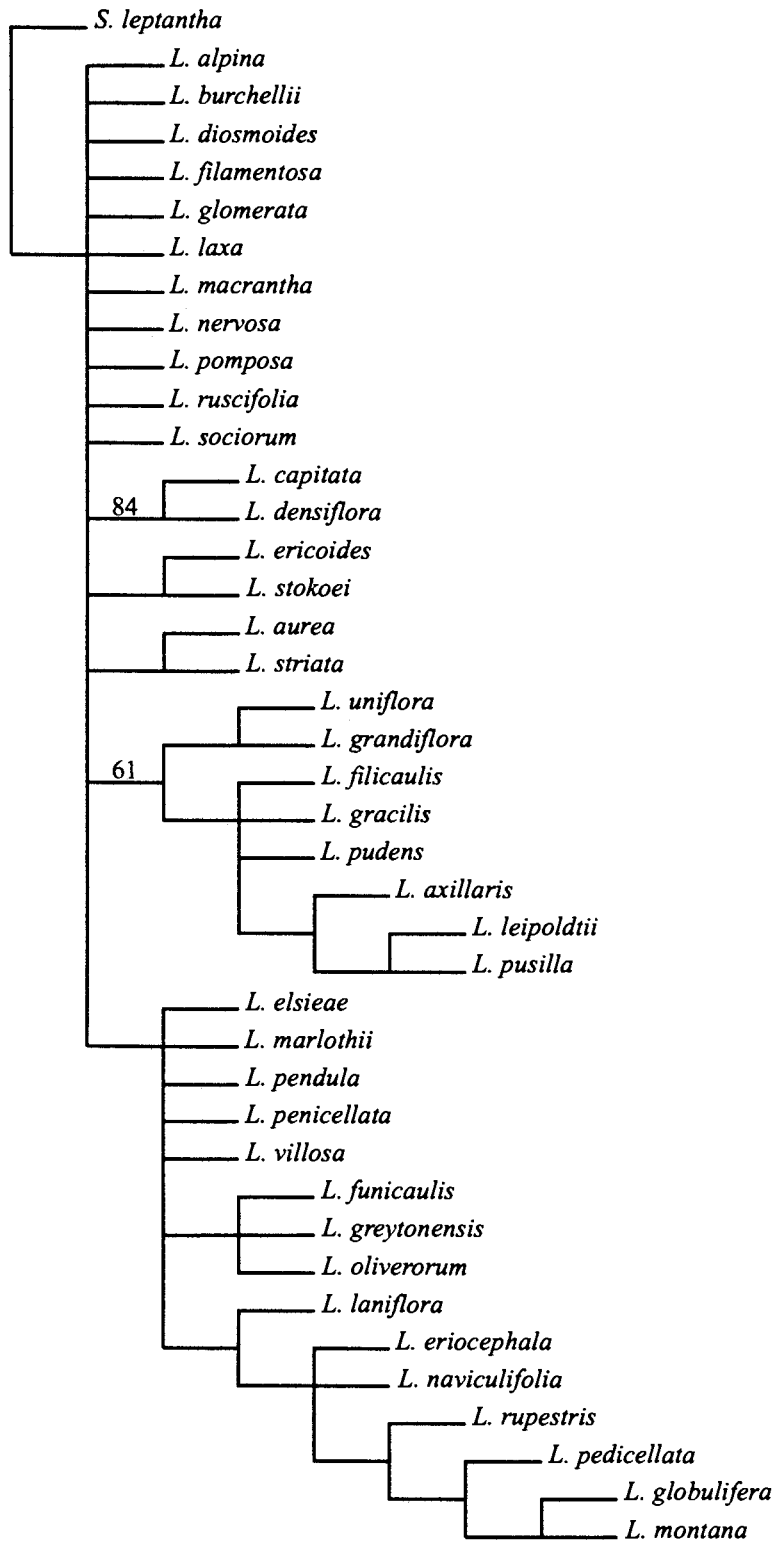 S. leptantha
L. alpina
L. burchellii
L. diosmoides
L. filamentosa
L. glomerata
L. laxa
L. macrantha
L. nervosa
L. pomposa
L. ruscifolia
L. sociorum
L. capitata
84
L. densiflora
L. ericoides
L. stokoei
L. aurea
L. striata
L. uniflora
L. grandiflora
61
L. filicaulis
L. gracilis
L. pudens
L. axillaris
L. leipoldtii
L. pusilla
L. elsieae
L. marlothii
L. pendula
L. penicellata
L. villosa
L. funicaulis
L. greytonensis
L. oliverorum
L. laniflora
L. eriocephala
L. naviculifolia
L. rupestris
L. pedicellata
L. globulifera
L. montana